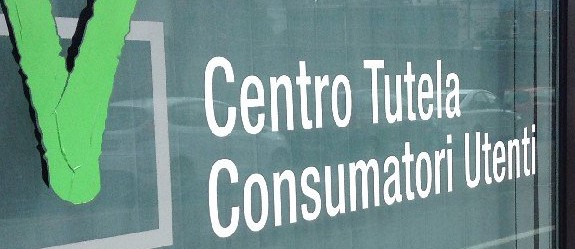 Centro Tutela
Consumatori Utenti